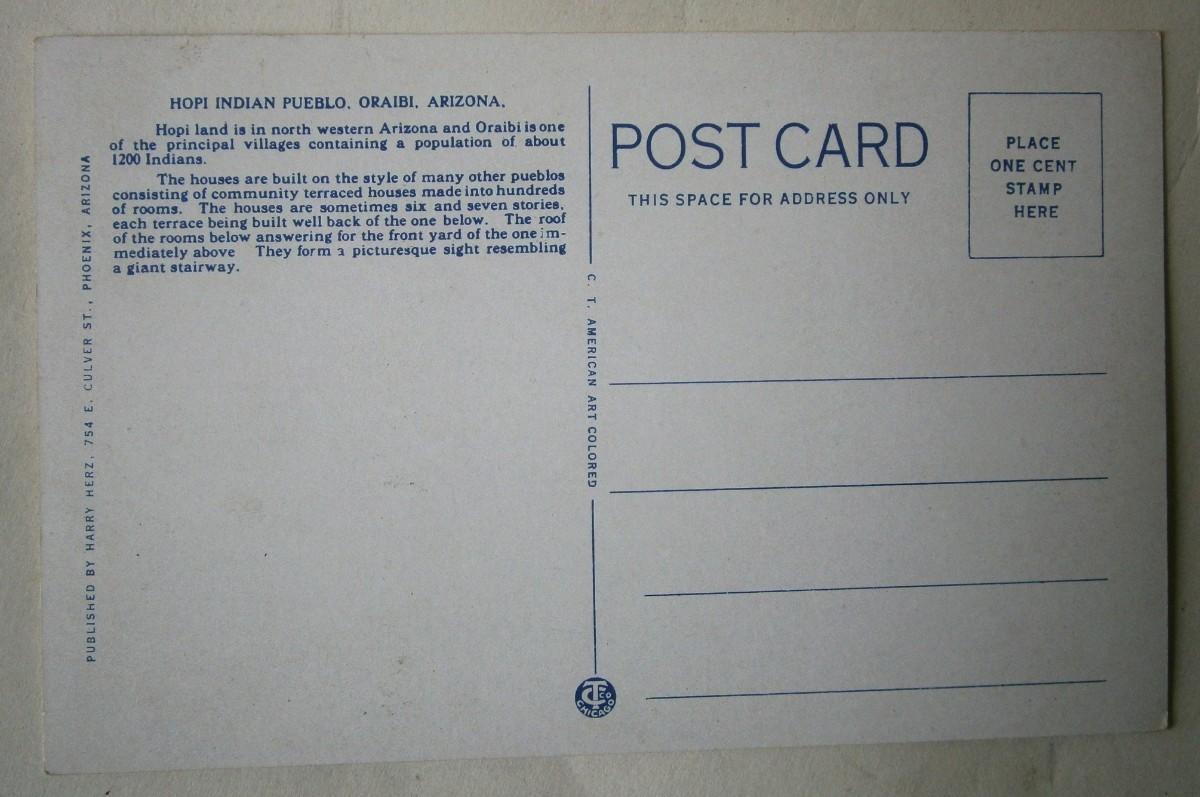 HOPI INDIAN PUEBLO, ORAIBI, ARIZONA.
Hopi land is in north western Arizona and Oraibi is one
of the principal villages containing a population of about
1200 Indians.
The houses are built on the style of many other pueblos
consisting of community terraced houses made into hundreds
of rooms. The houses are sometimes six and seven stories,
each terrace being built well back of the one below. The roof
of the rooms below answering for the front yard of the one im-
mediately above They form a picturesque sight resembling
a giant stairway.
PUBLISHED BY HARRY HERZ, 754 E. CULVER ST., PHOENIX, ARIZONA
C. T. AMERICAN ART COLORED
CT CO
CHICAGO
POST CARD
THIS SPACE FOR ADDRESS ONLY
PLACE
ONE CENT
STAMP
HERE